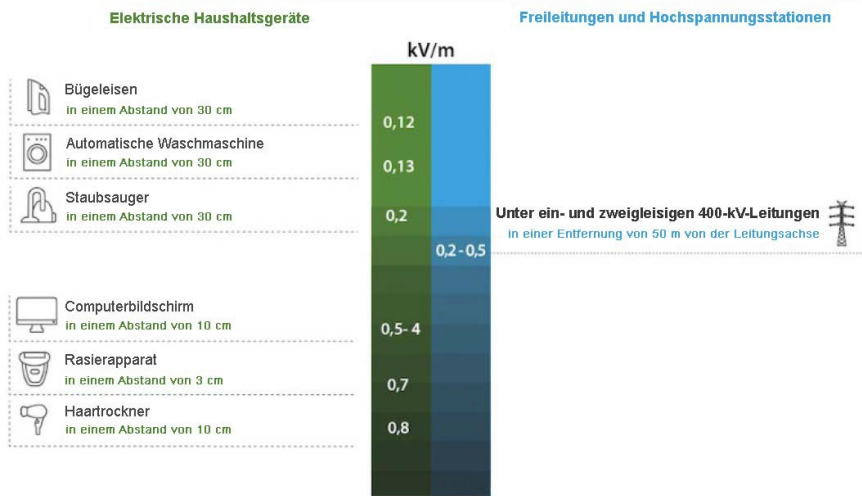 Elektrische Haushaltsgeräte
Freileitungen und Hochspannungsstationen
kV/m
Bügeleisen
in einem Abstand von 30 cm
0,12
Automatische Waschmaschine
in einem Abstand von 30 cm
0,13
Staubsauger
in einem Abstand von 30 cm
0,2
Unter ein- und zweigleisigen 400-kV-Leitungen
in einer Entfernung von 50 m von der Leitungsachse
0,2-0,5
Computerbildschirm
in einem Abstand von 10 cm
0,5- 4
Rasierapparat
in einem Abstand von 3 cm
0,7
Haartrockner
in einem Abstand von 10 cm
0,8